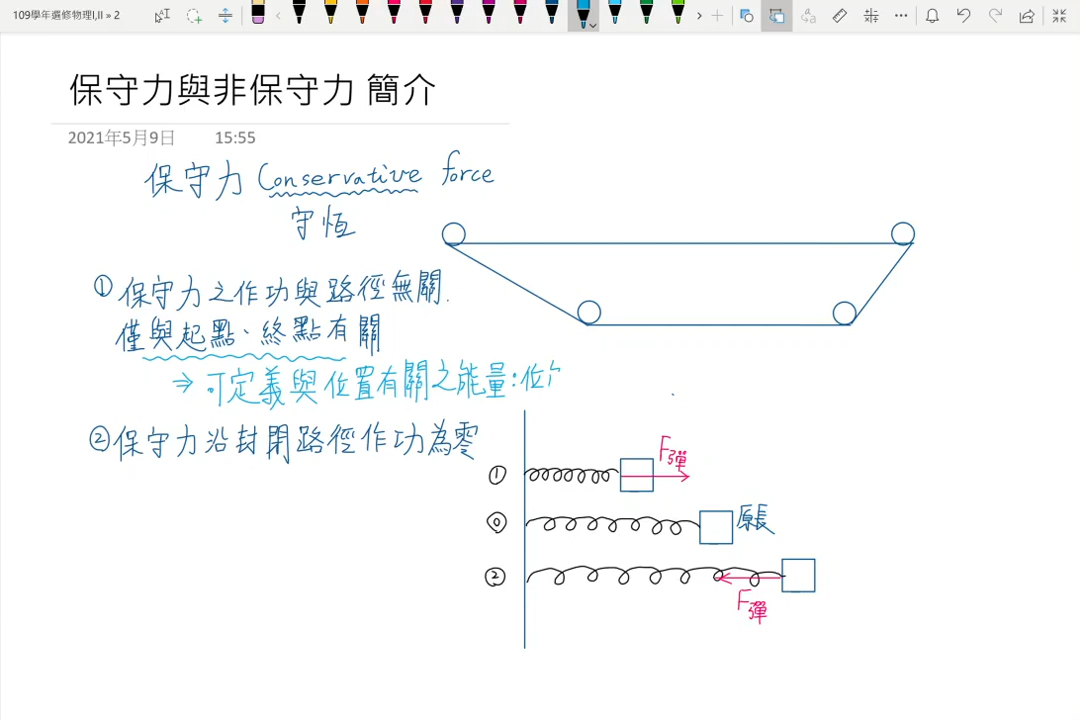 109學年選修物理I,II » 2
保守力與非保守力 簡介
2021年5月9日 15:55
保守力 Conservative force
守恆
①保守力之作功與路徑無關.
僅與起點、終點有關
⇒ 可定義與位置有關之能量:位
②保守力沿封閉路徑作功為零
① F彈
⓪ 原長
② F彈